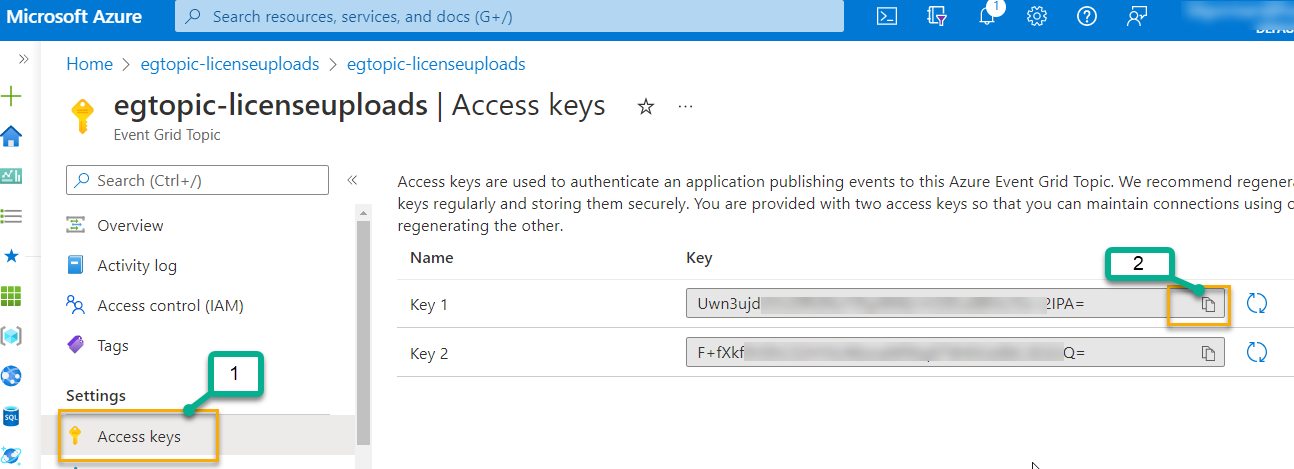 Microsoft Azure
Search resources, services, and docs (G+/)
1
Home > egtopic-licenseuploads > egtopic-licenseuploads
egtopic-licenseuploads | Access keys
Event Grid Topic
Search (Ctrl+/)
Access keys are used to authenticate an application publishing events to this Azure Event Grid Topic. We recommend regenera
keys regularly and storing them securely. You are provided with two access keys so that you can maintain connections using o
regenerating the other.
Overview
Activity log
Access control (IAM)
Tags
Settings
Access keys
1
Name Key
2
Key 1 Uwn3ujd 2IPA=
Key 2 F+fXkf Q=
SQL